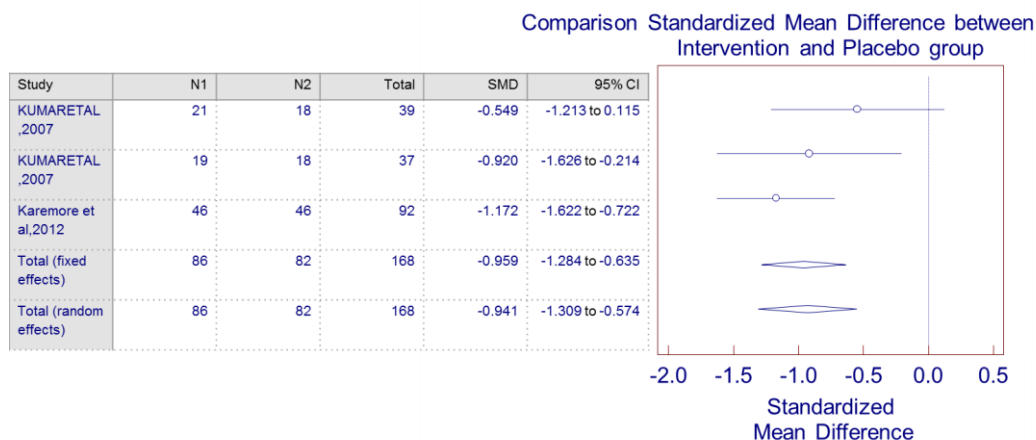 Comparison Standardized Mean Difference between
Intervention and Placebo group
Study N1 N2 Total SMD 95% CI
KUMARETAL 21 18 39 -0.549 -1.213 to 0.115
,2007
KUMARETAL 19 18 37 -0.920 -1.626 to -0.214
,2007
Karemore et 46 46 92 -1.172 -1.622 to -0.722
al,2012
Total (fixed 86 82 168 -0.959 -1.284 to -0.635
effects)
Total (random 86 82 168 -0.941 -1.309 to -0.574
effects)
-2.0 -1.5 -1.0 -0.5 0.0 0.5
Standardized
Mean Difference